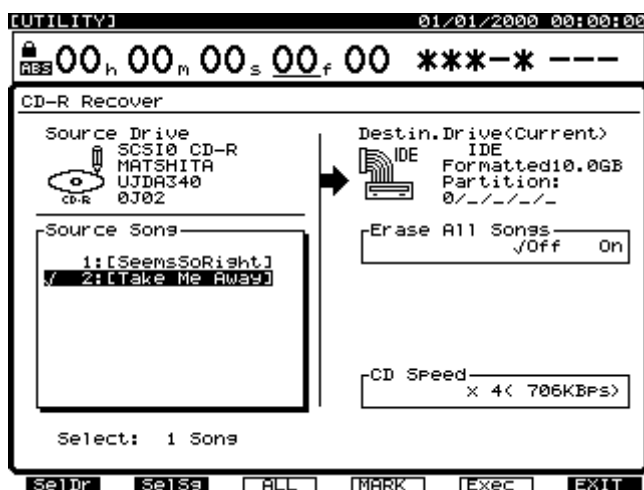 [UTILITY] 01/01/2000 00:00:00
ABS 00h 00m 00s 00f 00 ***-* ---
CD-R Recover
Source Drive
SCSI0 CD-R
MATSHITA
UJDA340
0J02
CD-R
Destin.Drive(Current)
IDE
IDE
Formatted10.0GB
Partition:
0/_/_/_/_
Source Song
1:[SeemsSoRight]
√ 2:[Take Me Away]
Select: 1 Song
Erase All Songs
√Off On
CD Speed
x 4( 706KBps)
SelDr SelSg ALL MARK Exec EXIT